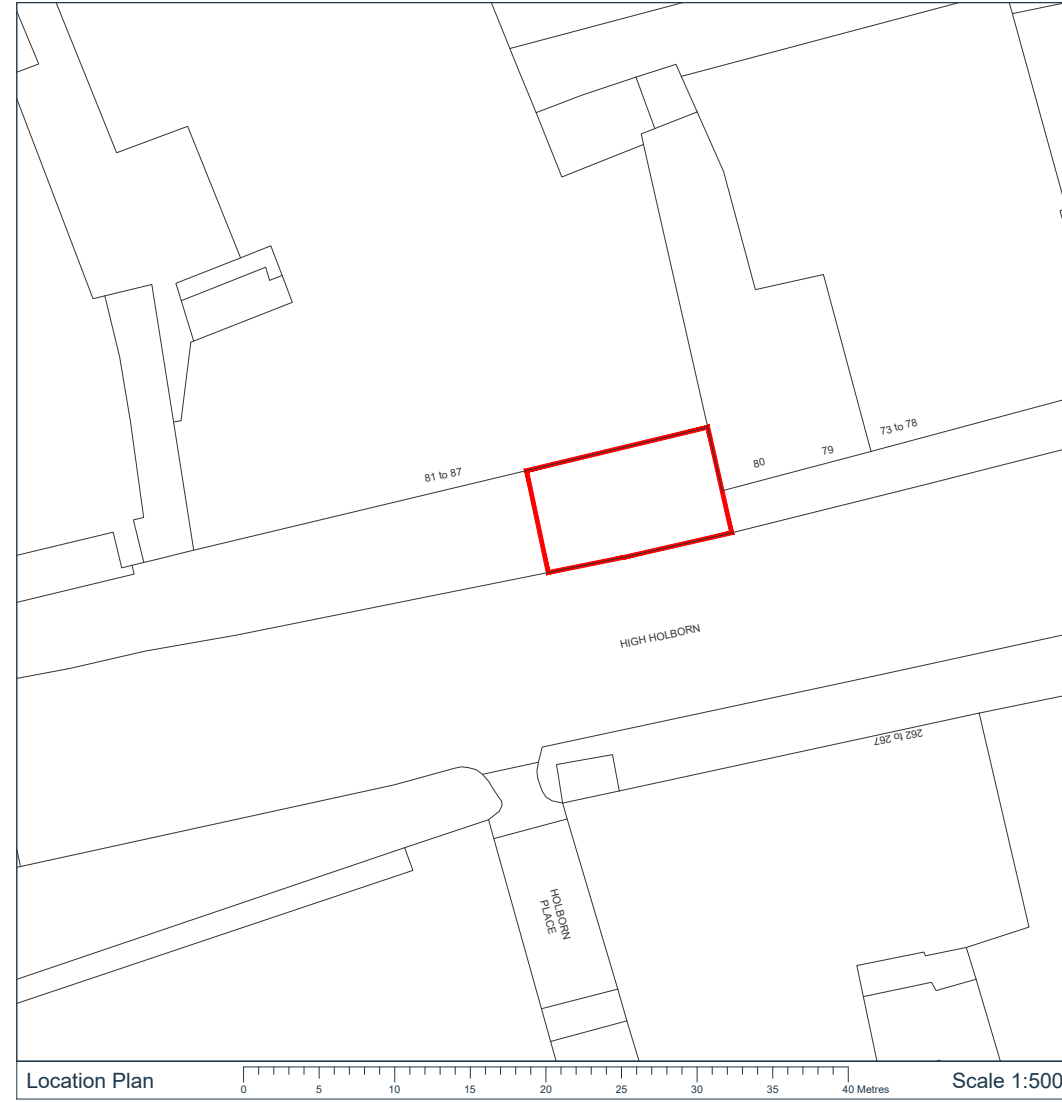 81 to 87
80
79
73 to 78
HIGH HOLBORN
262 to 267
HOLBORN
PLACE
Location Plan
0 5 10 15 20 25 30 35 40 Metres
Scale 1:500